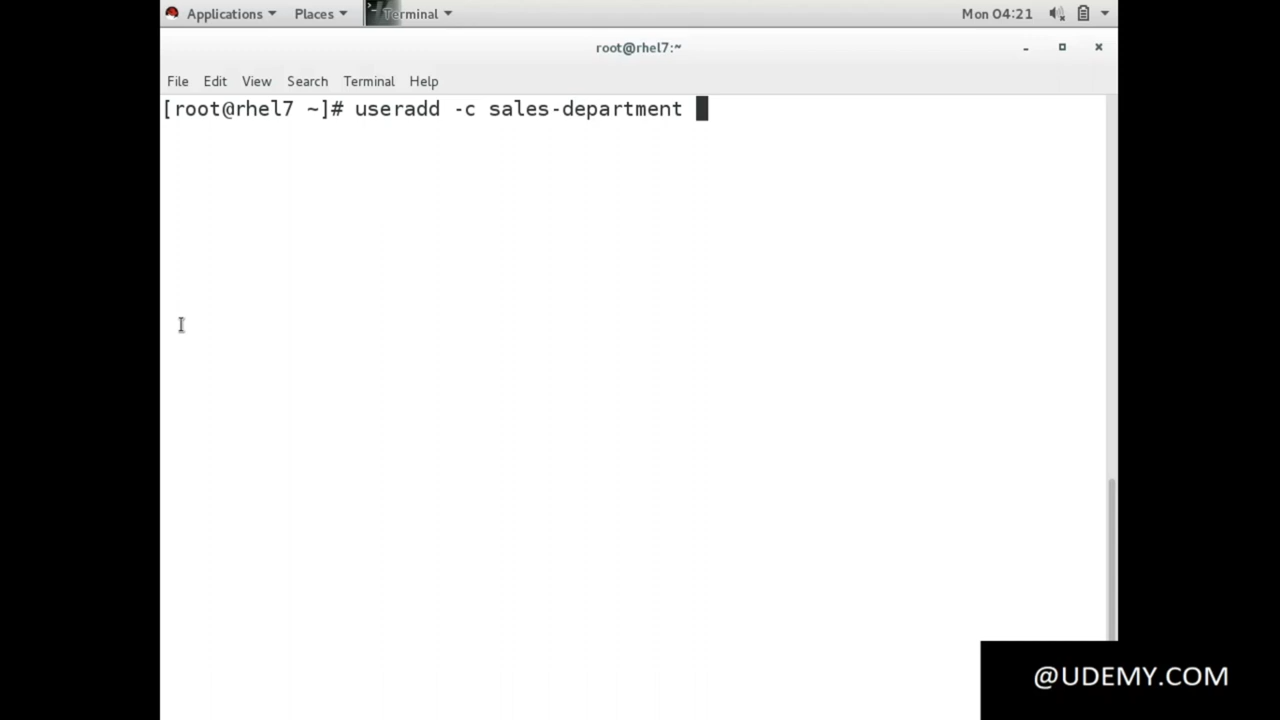 Applications Places Terminal Mon 04:21
root@rhel7:~
File Edit View Search Terminal Help
[root@rhel7 ~]# useradd -c sales-department
@UDEMY.COM